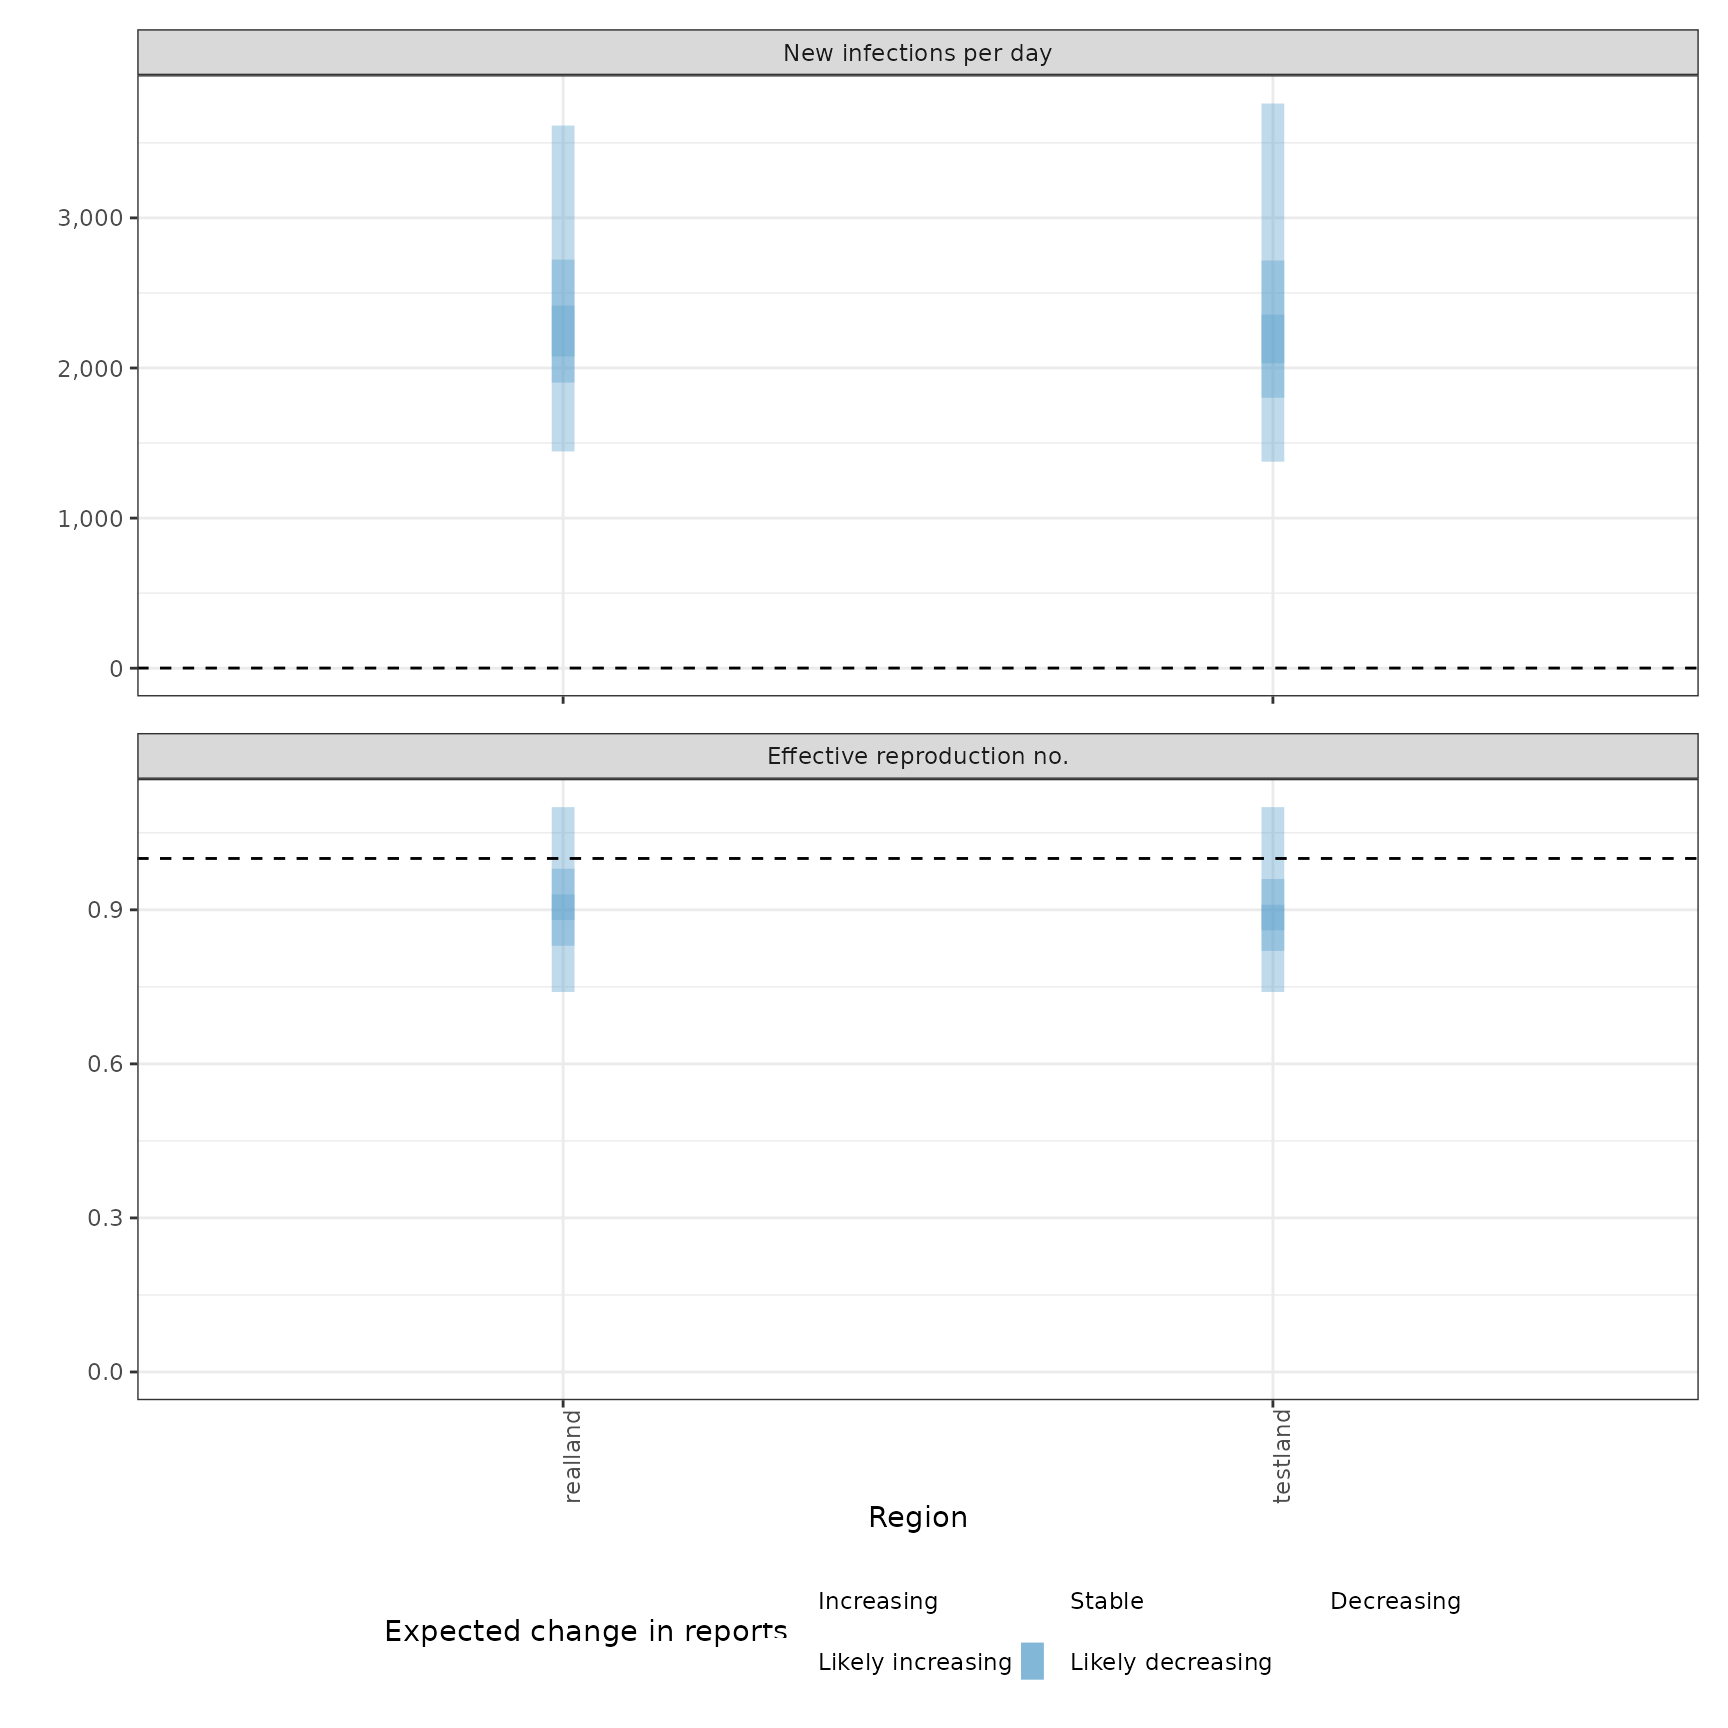 New infections per day
3,000
2,000
1,000
0
Effective reproduction no.
0.9
0.6
0.3
0.0
realland
testland
Region
Expected change in reports
Increasing
Stable
Decreasing
Likely increasing
Likely decreasing